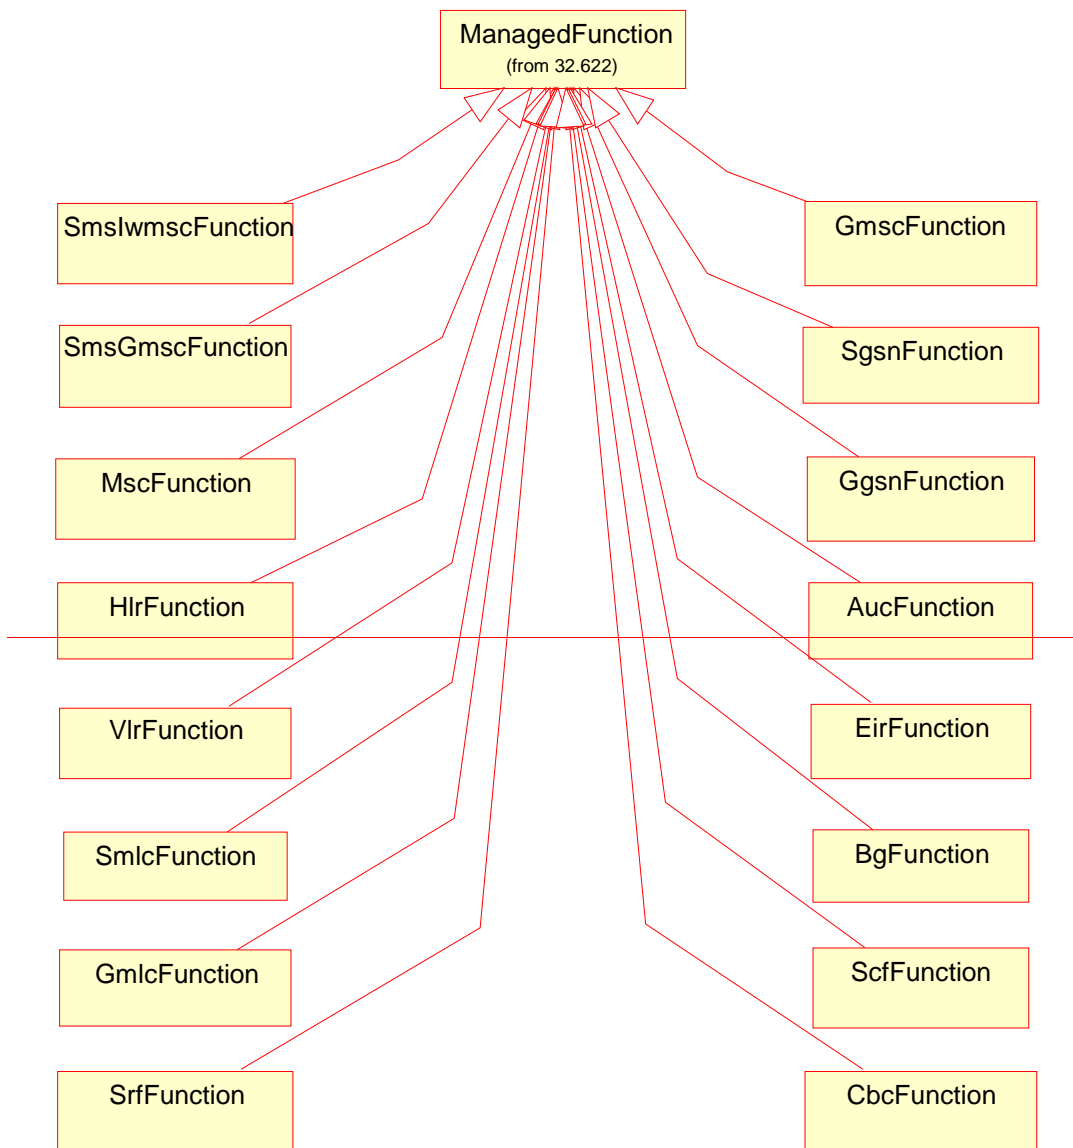 ManagedFunction
(from 32.622)
SmsIwmscFunction
GmscFunction
SmsGmscFunction
SgsnFunction
MscFunction
GgsnFunction
HlrFunction
AucFunction
VlrFunction
EirFunction
SmlcFunction
BgFunction
GmlcFunction
ScfFunction
SrfFunction
CbcFunction